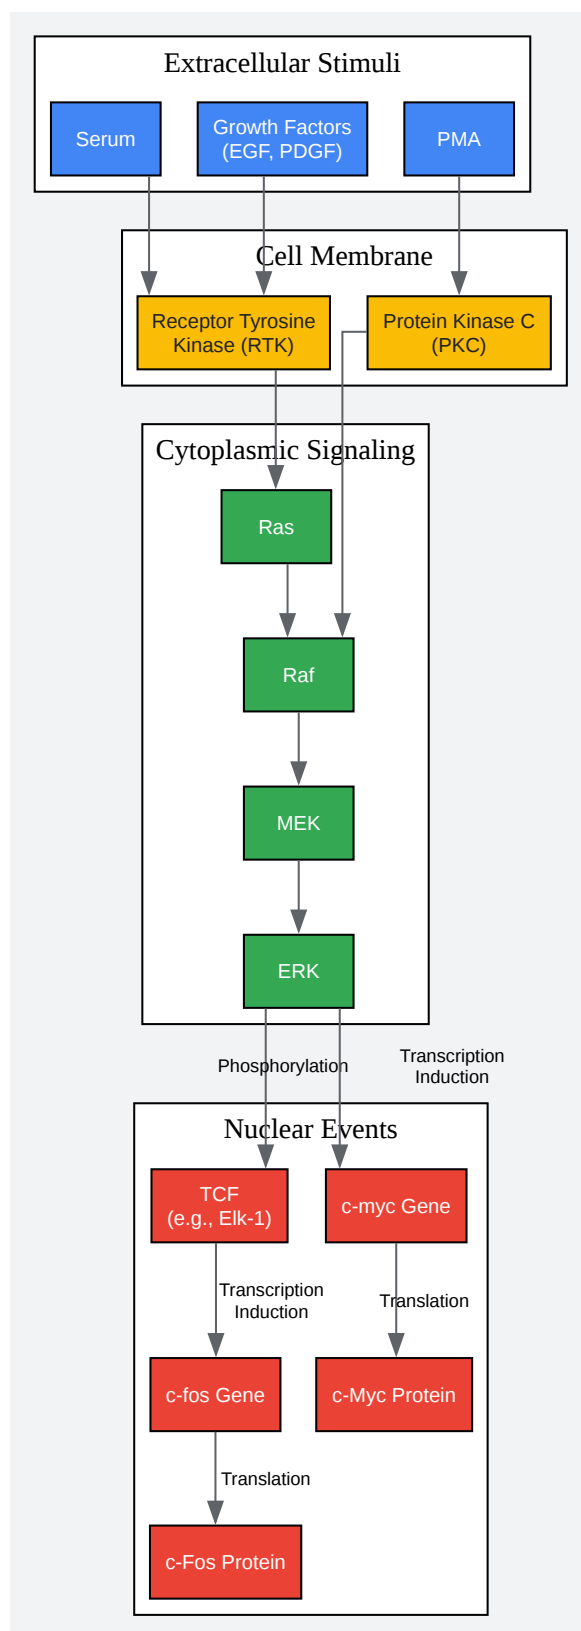 Extracellular Stimuli
Serum
Growth Factors
(EGF, PDGF)
PMA
Cell Membrane
Receptor Tyrosine
Kinase (RTK)
Protein Kinase C
(PKC)
Cytoplasmic Signaling
Ras
Raf
MEK
ERK
Phosphorylation
Transcription
Induction
Nuclear Events
TCF
(e.g., Elk-1)
c-myc Gene
Transcription
Induction
Translation
c-fos Gene
c-Myc Protein
Translation
c-Fos Protein